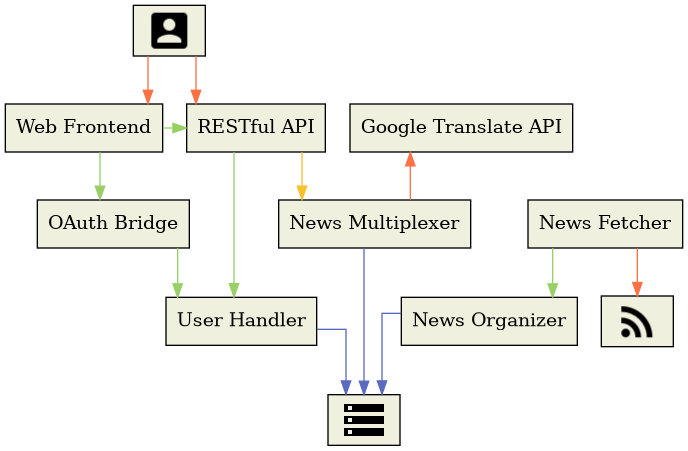 Web Frontend
RESTful API
Google Translate API
OAuth Bridge
News Multiplexer
News Fetcher
User Handler
News Organizer